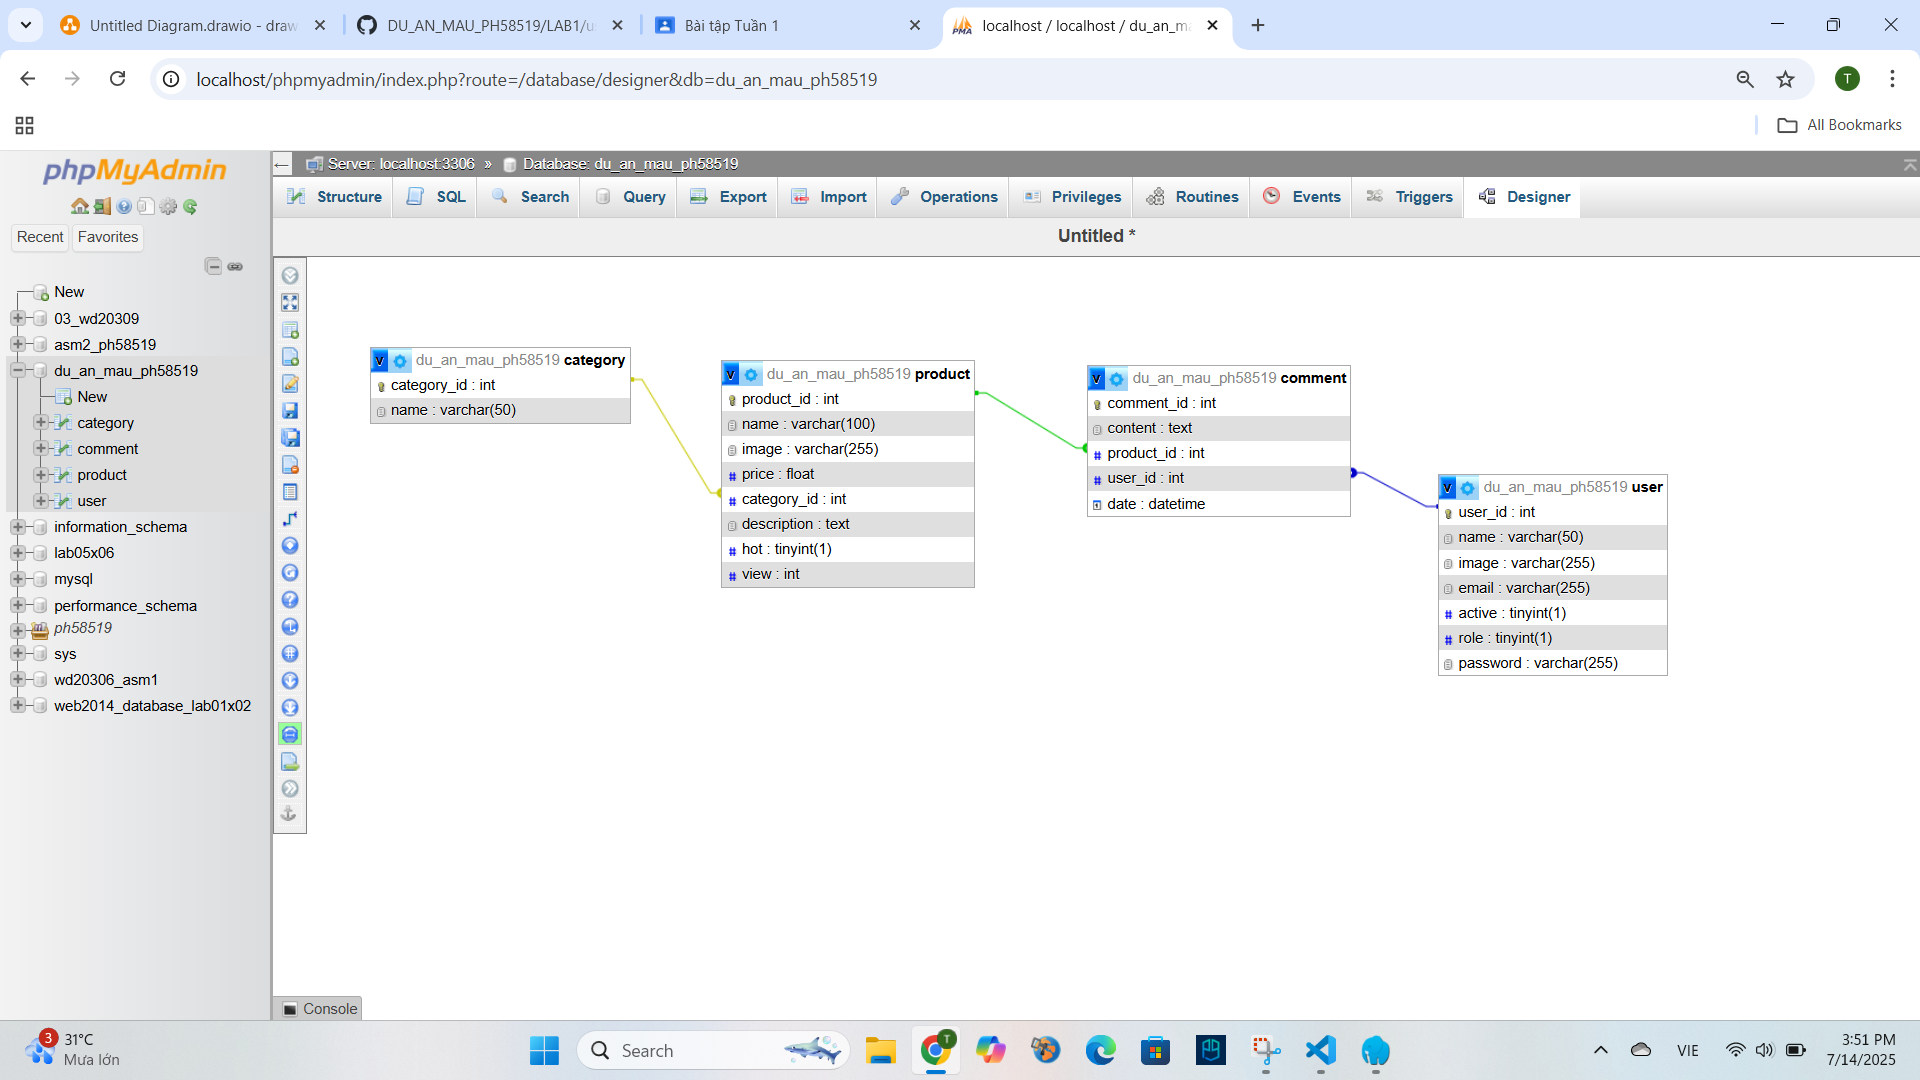 Untitled Diagram.drawio - draw
DU_AN_MAU_PH58519/LAB1/u
Bài tập Tuần 1
localhost / localhost / du_an_m
localhost/phpmyadmin/index.php?route=/database/designer&db=du_an_mau_ph58519
T
All Bookmarks
phpMyAdmin
Recent
Favorites
New
03_wd20309
asm2_ph58519
du_an_mau_ph58519
New
category
comment
product
user
information_schema
lab05x06
mysql
performance_schema
ph58519
sys
wd20306_asm1
web2014_database_lab01x02
Server: localhost:3306 » Database: du_an_mau_ph58519
Structure
SQL
Search
Query
Export
Import
Operations
Privileges
Routines
Events
Triggers
Designer
Untitled *
v du_an_mau_ph58519 category
category_id : int
name : varchar(50)
v du_an_mau_ph58519 product
product_id : int
name : varchar(100)
image : varchar(255)
# price : float
# category_id : int
description : text
# hot : tinyint(1)
# view : int
v du_an_mau_ph58519 comment
comment_id : int
content : text
# product_id : int
# user_id : int
date : datetime
v du_an_mau_ph58519 user
user_id : int
name : varchar(50)
image : varchar(255)
email : varchar(255)
# active : tinyint(1)
# role : tinyint(1)
password : varchar(255)
Console
3
31°C
Mưa lớn
Search
T
VIE
3:51 PM
7/14/2025